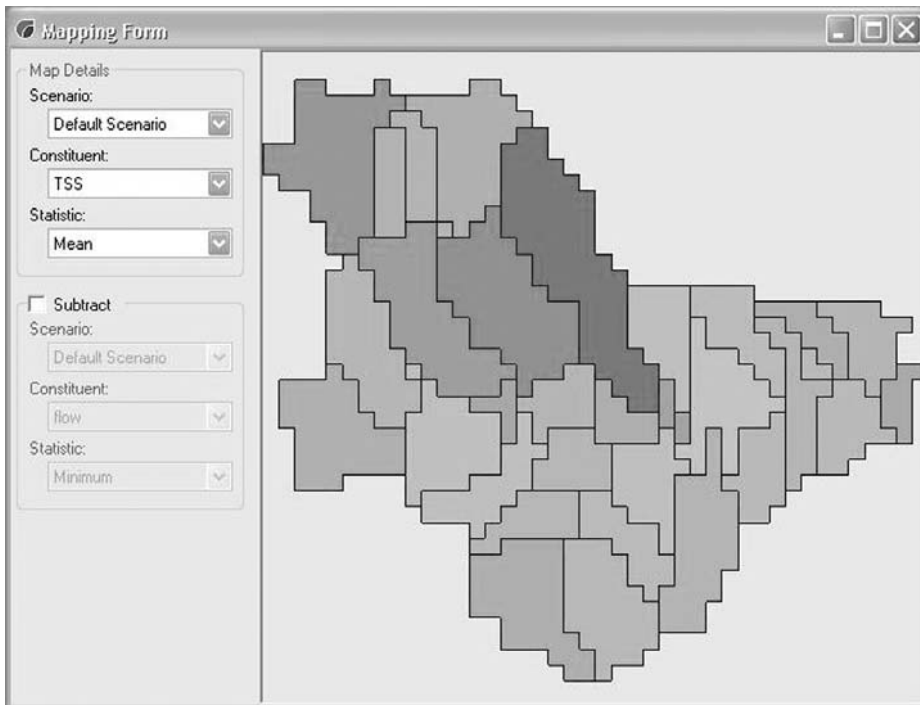 Mapping Form
Map Details
Scenario:
Default Scenario
Constituent:
TSS
Statistic:
Mean
Subtract
Scenario:
Default Scenario
Constituent:
flow
Statistic:
Minimum